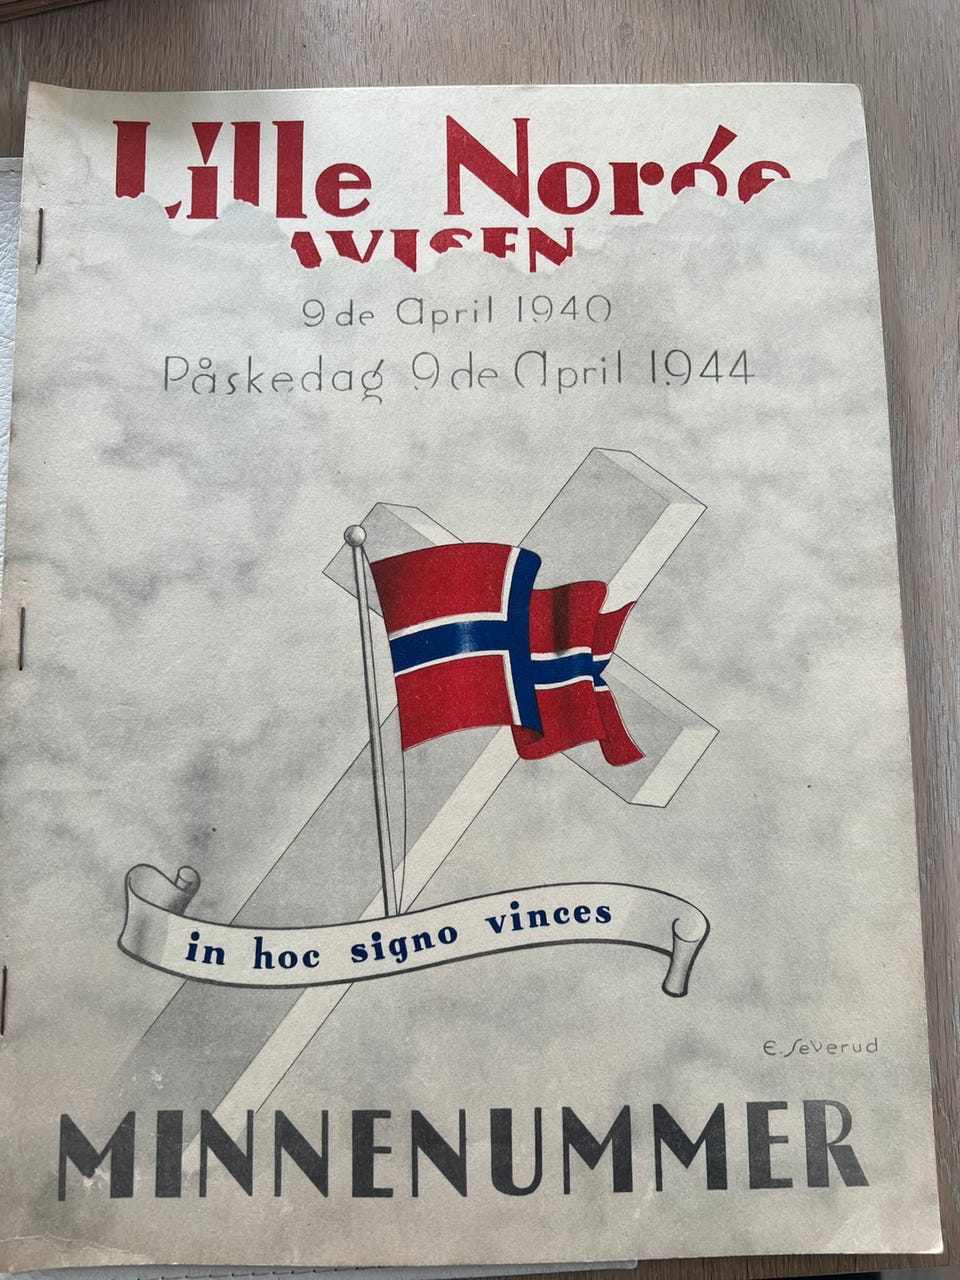 Lille Norge
AVISEN
9de April 1940
Påskedag 9de April 1944
in hoc signo vinces
E. Severud
MINNENUMMER